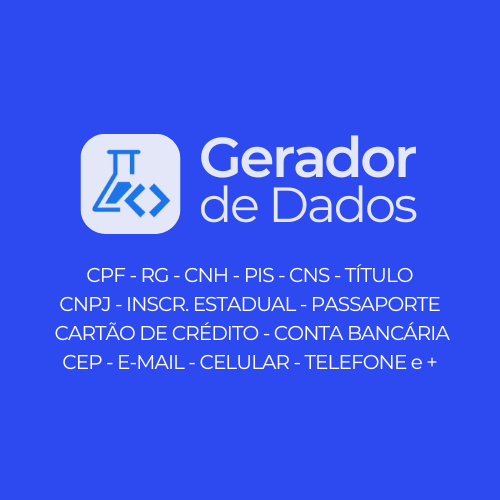 Gerador
de Dados
CPF - RG - CNH - PIS - CNS - TÍTULO
CNPJ - INSCR. ESTADUAL - PASSAPORTE
CARTÃO DE CRÉDITO - CONTA BANCÁRIA
CEP - E-MAIL - CELULAR - TELEFONE e +